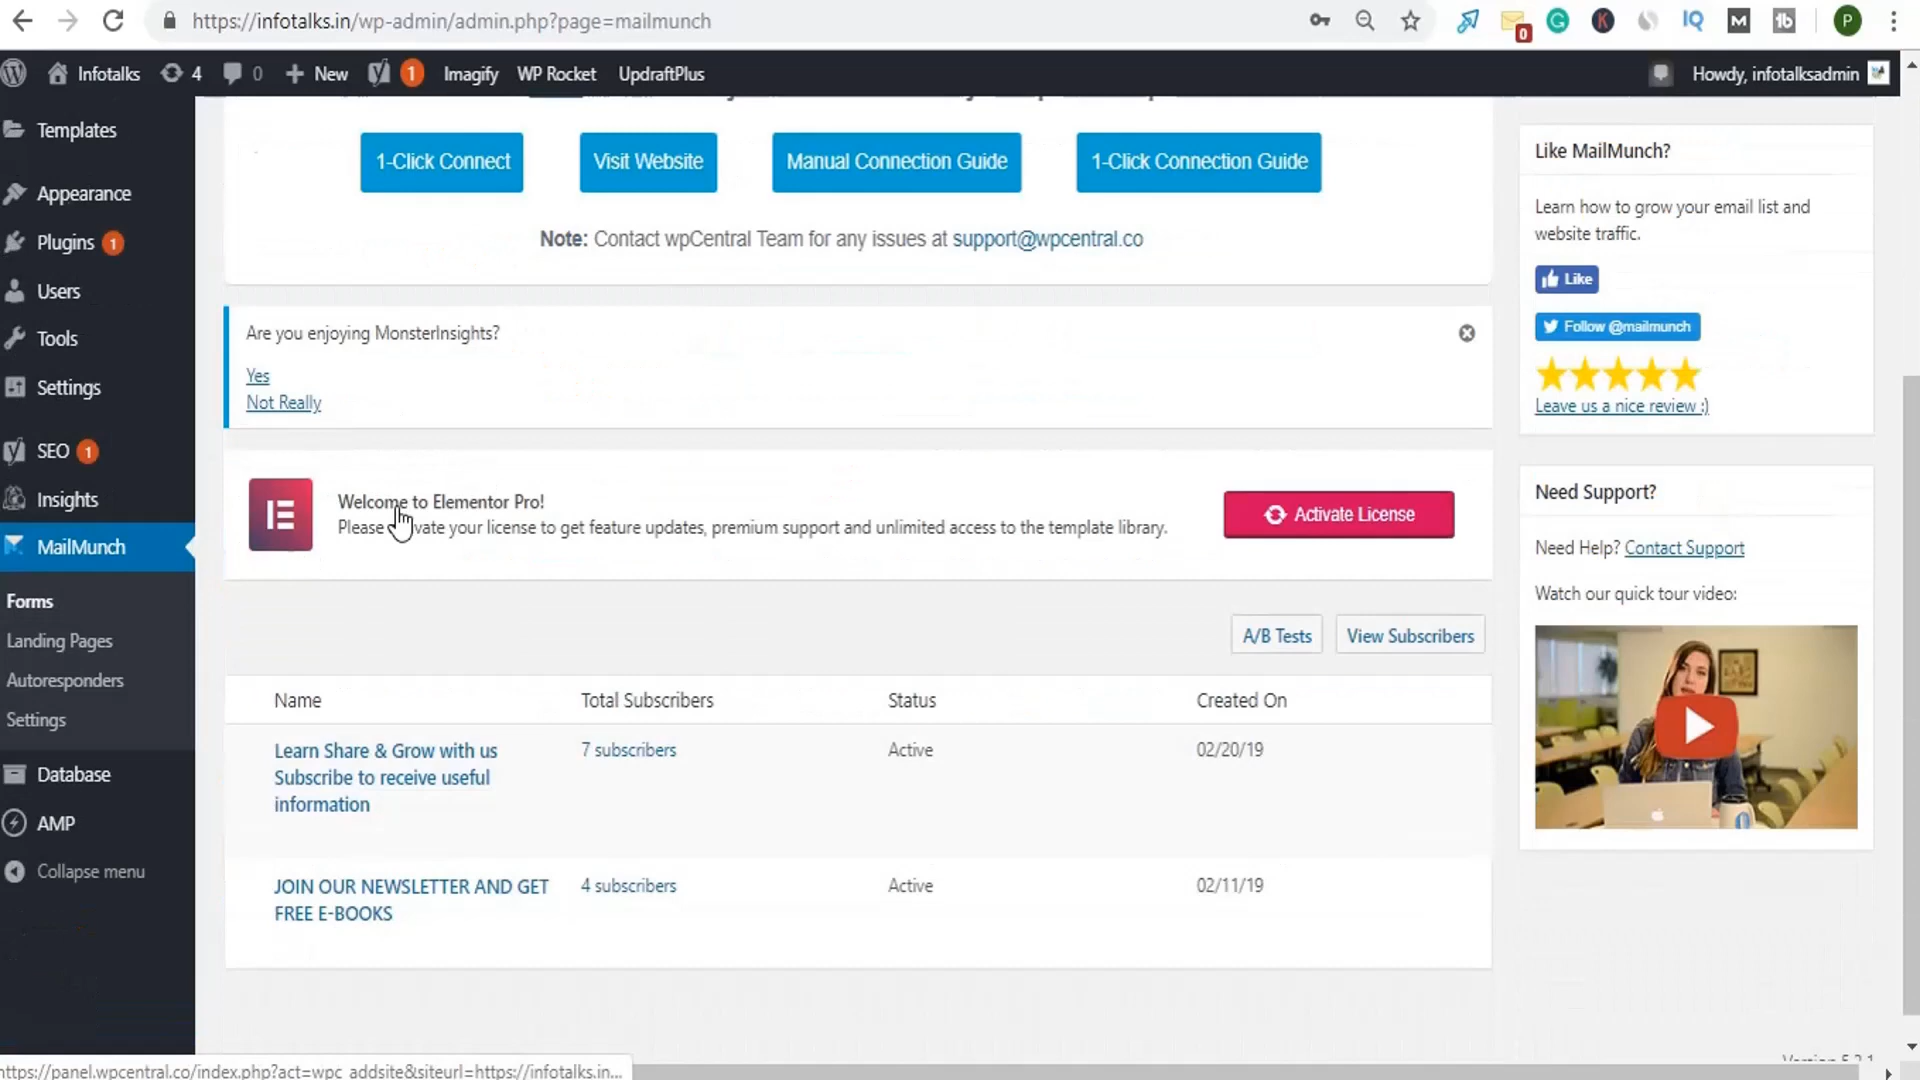 https://infotalks.in/wp-admin/admin.php?page=mailmunch
0
Infotalks 4 0 New 1 Imagify WP Rocket UpdraftPlus Howdy, infotalksadmin
Templates
Appearance
Plugins 1
Users
Tools
Settings
SEO 1
Insights
MailMunch
Forms
Landing Pages
Autoresponders
Settings
Database
AMP
Collapse menu
1-Click Connect Visit Website Manual Connection Guide 1-Click Connection Guide
Note: Contact wpCentral Team for any issues at support@wpcentral.co
Are you enjoying MonsterInsights?
Yes
Not Really
Welcome to Elementor Pro!
Please vate your license to get feature updates, premium support and unlimited access to the template library.
Activate License
A/B Tests View Subscribers
Name Total Subscribers Status Created On
Learn Share & Grow with us
Subscribe to receive useful
information
7 subscribers Active 02/20/19
JOIN OUR NEWSLETTER AND GET
FREE E-BOOKS
4 subscribers Active 02/11/19
Like MailMunch?
Learn how to grow your email list and
website traffic.
Like
Follow @mailmunch
Leave us a nice review :)
Need Support?
Need Help? Contact Support
Watch our quick tour video:
https://panel.wpcentral.co/index.php?act=wpc_addsite&siteurl=https://infotalks.in...